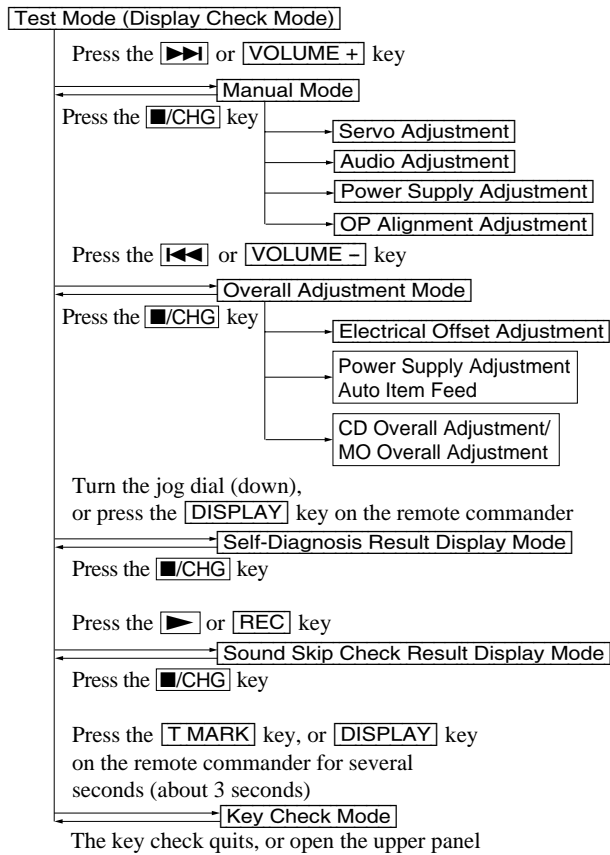 Test Mode (Display Check Mode)
Press the ▶▶I or VOLUME + key
Manual Mode
Press the ■/CHG key
Servo Adjustment
Audio Adjustment
Power Supply Adjustment
OP Alignment Adjustment
Press the I◀◀ or VOLUME – key
Overall Adjustment Mode
Press the ■/CHG key
Electrical Offset Adjustment
Power Supply Adjustment
Auto Item Feed
CD Overall Adjustment/
MO Overall Adjustment
Turn the jog dial (down),
or press the DISPLAY key on the remote commander
Self-Diagnosis Result Display Mode
Press the ■/CHG key
Press the ▶ or REC key
Sound Skip Check Result Display Mode
Press the ■/CHG key
Press the T MARK key, or DISPLAY key
on the remote commander for several
seconds (about 3 seconds)
Key Check Mode
The key check quits, or open the upper panel